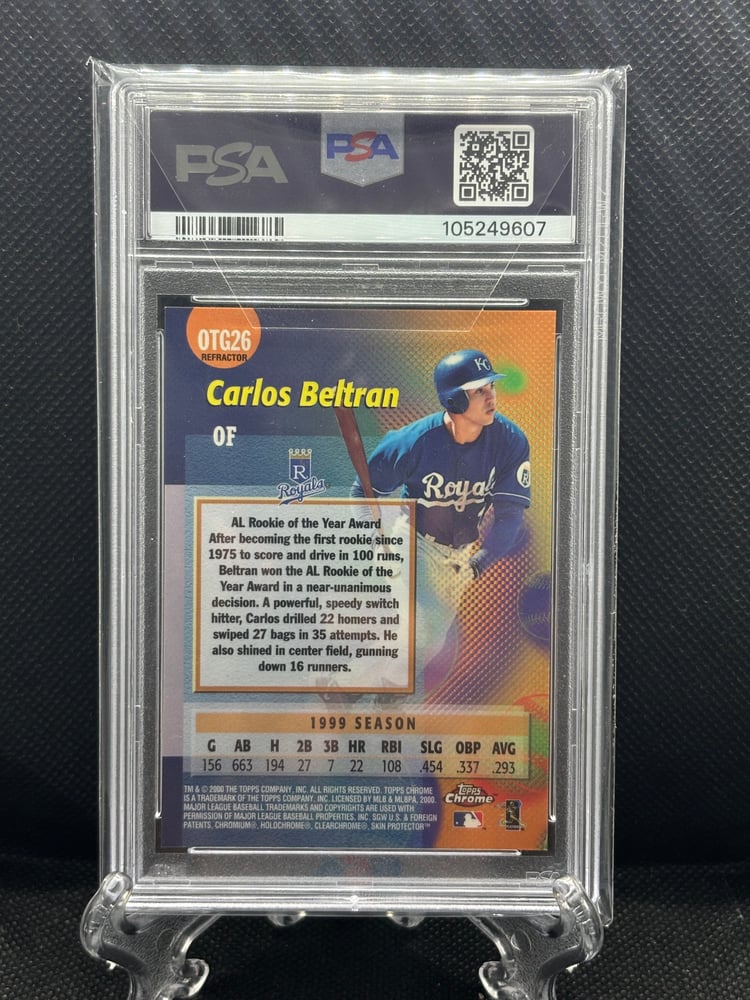 PSA
PSA
105249607
OTG26
REFRACTOR
Carlos Beltran
OF
KC
R
Royals
Royal
R
AL Rookie of the Year Award
After becoming the first rookie since
1975 to score and drive in 100 runs,
Beltran won the AL Rookie of the
Year Award in a near-unanimous
decision. A powerful, speedy switch
hitter, Carlos drilled 22 homers and
swiped 27 bags in 35 attempts. He
also shined in center field, gunning
down 16 runners.
1999 SEASON
G AB H 2B 3B HR RBI SLG OBP AVG
156 663 194 27 7 22 108 .454 .337 .293
TM & © 2000 THE TOPPS COMPANY, INC. ALL RIGHTS RESERVED. TOPPS CHROME
IS A TRADEMARK OF THE TOPPS COMPANY, INC. LICENSED BY MLB & MLBPA, 2000.
MAJOR LEAGUE BASEBALL TRADEMARKS AND COPYRIGHTS ARE USED WITH
PERMISSION OF MAJOR LEAGUE BASEBALL PROPERTIES, INC. SGW U.S. & FOREIGN
PATENTS, CHROMIUM®, HOLOCHROME®, CLEARCHROME®, SKIN PROTECTOR™
Topps
Chrome
PSA